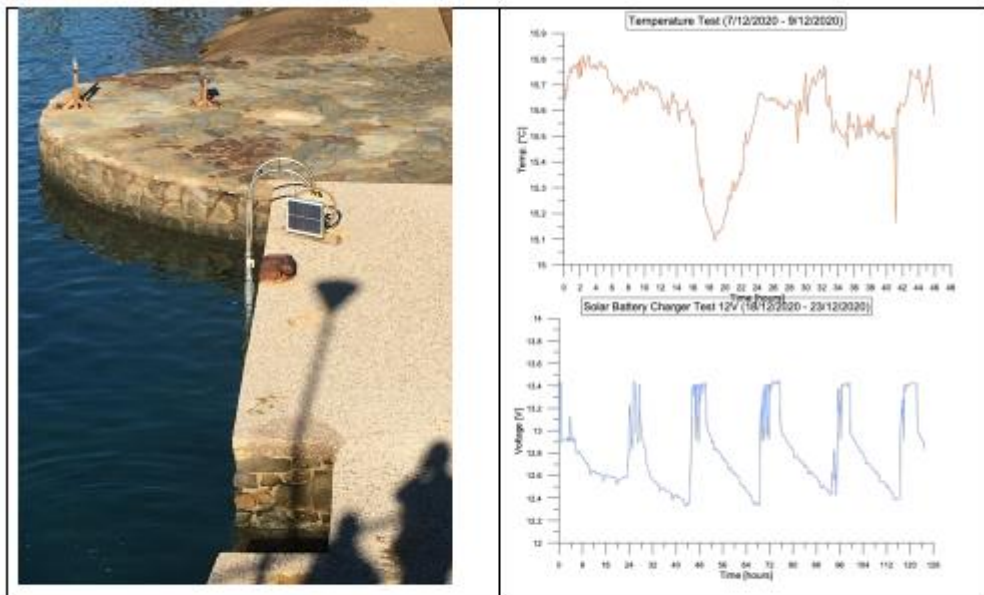 Temperature Test (7/12/2020 - 9/12/2020)
15.9
15.8
15.7
15.6
15.5
15.4
15.3
15.2
15.1
15
Temp. [°C]
0 2 4 6 8 10 12 14 16 18 20 22 24 26 28 30 32 34 36 38 40 42 44 46 48
Time [hours]
Solar Battery Charger Test 12V (18/12/2020 - 23/12/2020)
14
13.8
13.6
13.4
13.2
13
12.8
12.6
12.4
12.2
12
Voltage [V]
0 8 16 24 32 40 48 56 64 72 80 88 96 104 112 120 128
Time [hours]